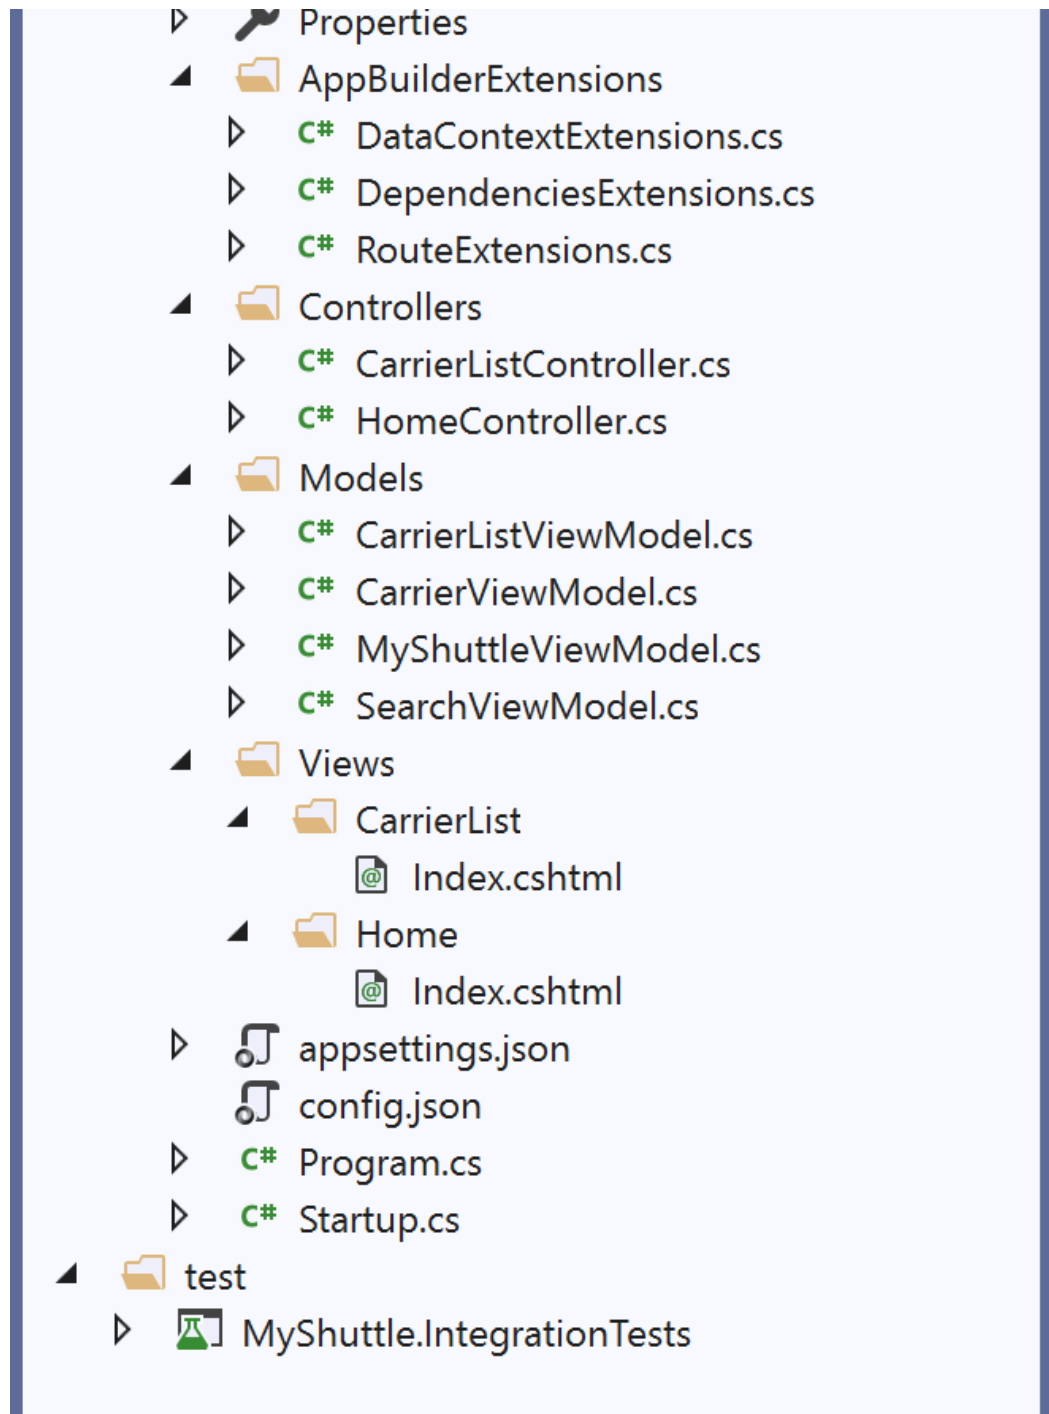 Properties
AppBuilderExtensions
C# DataContextExtensions.cs
C# DependenciesExtensions.cs
C# RouteExtensions.cs
Controllers
C# CarrierListController.cs
C# HomeController.cs
Models
C# CarrierListViewModel.cs
C# CarrierViewModel.cs
C# MyShuttleViewModel.cs
C# SearchViewModel.cs
Views
CarrierList
@ Index.cshtml
Home
@ Index.cshtml
appsettings.json
config.json
C# Program.cs
C# Startup.cs
test
MyShuttle.IntegrationTests